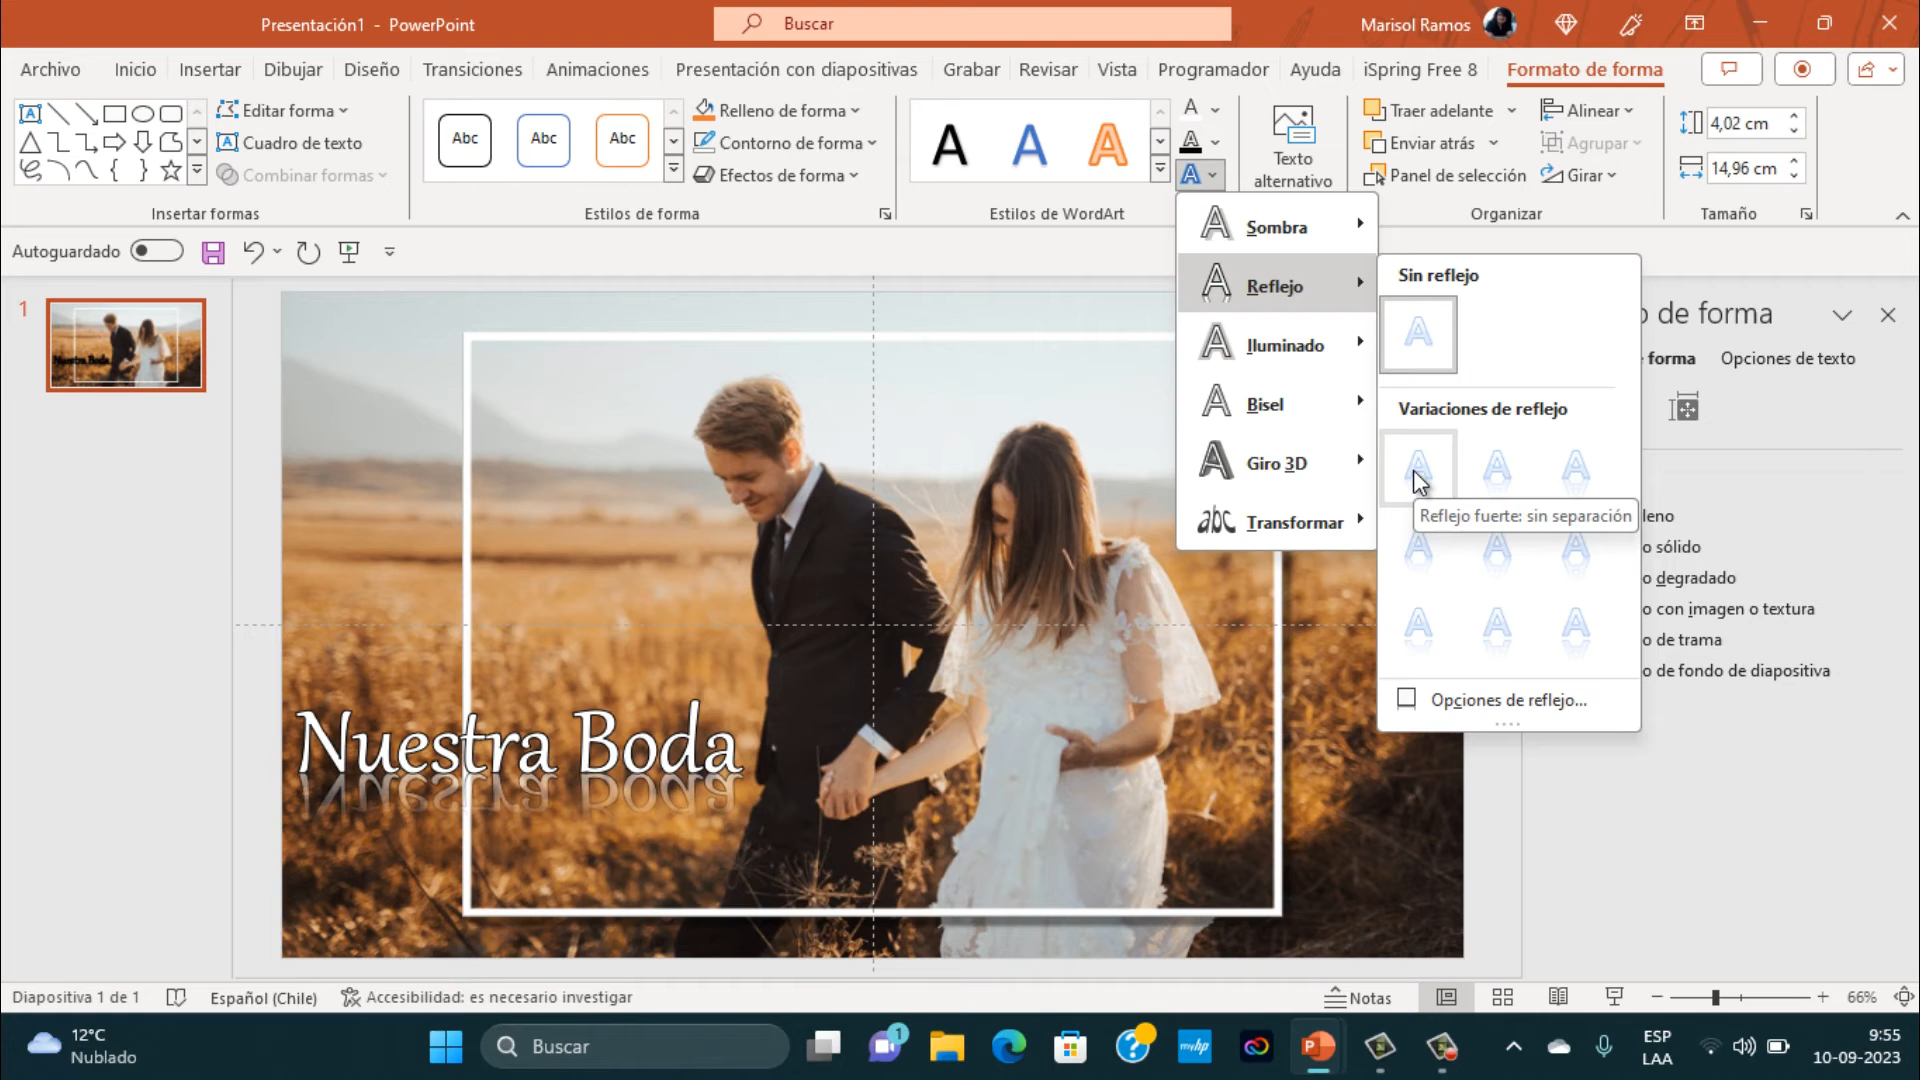 Presentación1 - PowerPoint
Buscar
Marisol Ramos
Archivo Inicio Insertar Dibujar Diseño Transiciones Animaciones Presentación con diapositivas Grabar Revisar Vista Programador Ayuda iSpring Free 8 Formato de forma
Editar forma
Cuadro de texto
Combinar formas
Insertar formas
Abc Abc Abc
Relleno de forma
Contorno de forma
Efectos de forma
Estilos de forma
A A A
Estilos de WordArt
Texto
alternativo
Traer adelante
Enviar atrás
Panel de selección
Alinear
Agrupar
Girar
Organizar
4,02 cm
14,96 cm
Tamaño
Autoguardado
1
Nuestra Boda
Sombra
Reflejo
Iluminado
Bisel
Giro 3D
abc Transformar
Sin reflejo
Variaciones de reflejo
Reflejo fuerte: sin separación
Opciones de reflejo...
o de forma
forma Opciones de texto
leno
o sólido
o degradado
o con imagen o textura
o de trama
o de fondo de diapositiva
Nuestra Boda
Diapositiva 1 de 1 Español (Chile) Accesibilidad: es necesario investigar Notas 66%
12°C
Nublado
Buscar
1
myhp
ESP
LAA
9:55
10-09-2023